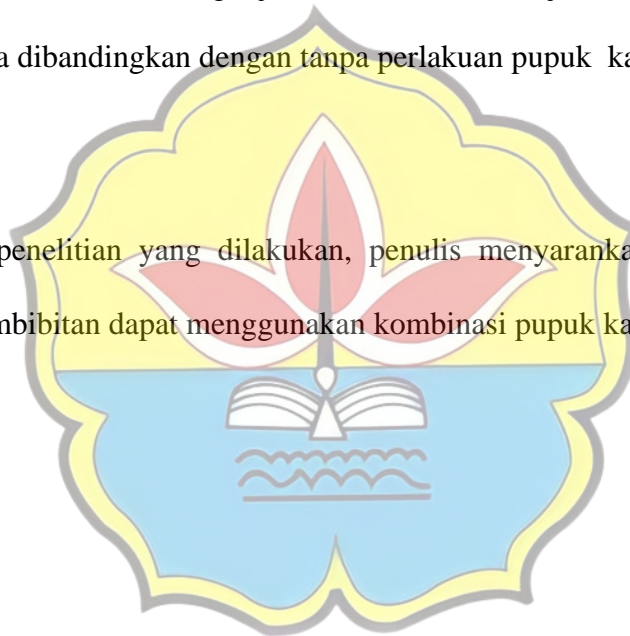 a dibandingkan dengan tanpa perlakuan pupuk ka
penelitian yang dilakukan, penulis menyaranka
mbibitan dapat menggunakan kombinasi pupuk ka